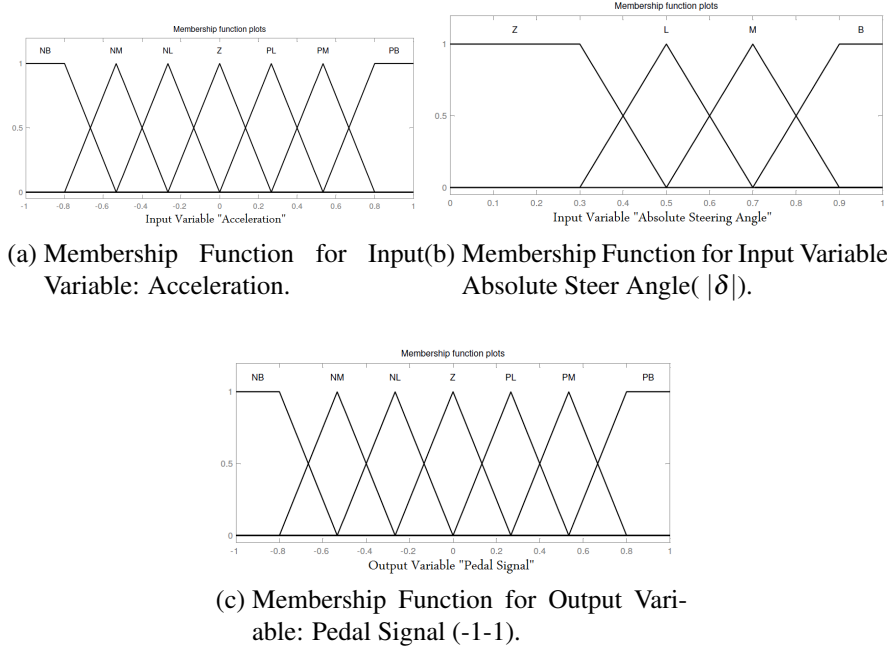 Membership function plots
NB NM NL Z PL PM PB
1
0.5
0
-1 -0.8 -0.6 -0.4 -0.2 0 0.2 0.4 0.6 0.8 1
Input Variable "Acceleration"
Membership function plots
Z L M B
1
0.5
0
0 0.1 0.2 0.3 0.4 0.5 0.6 0.7 0.8 0.9 1
Input Variable "Absolute Steering Angle"
(a) Membership Function for Input
Variable: Acceleration.
(b) Membership Function for Input Variable
Absolute Steer Angle( |δ|).
Membership function plots
NB NM NL Z PL PM PB
1
0.5
0
-1 -0.8 -0.6 -0.4 -0.2 0 0.2 0.4 0.6 0.8 1
Output Variable "Pedal Signal"
(c) Membership Function for Output Vari-
able: Pedal Signal (-1-1).